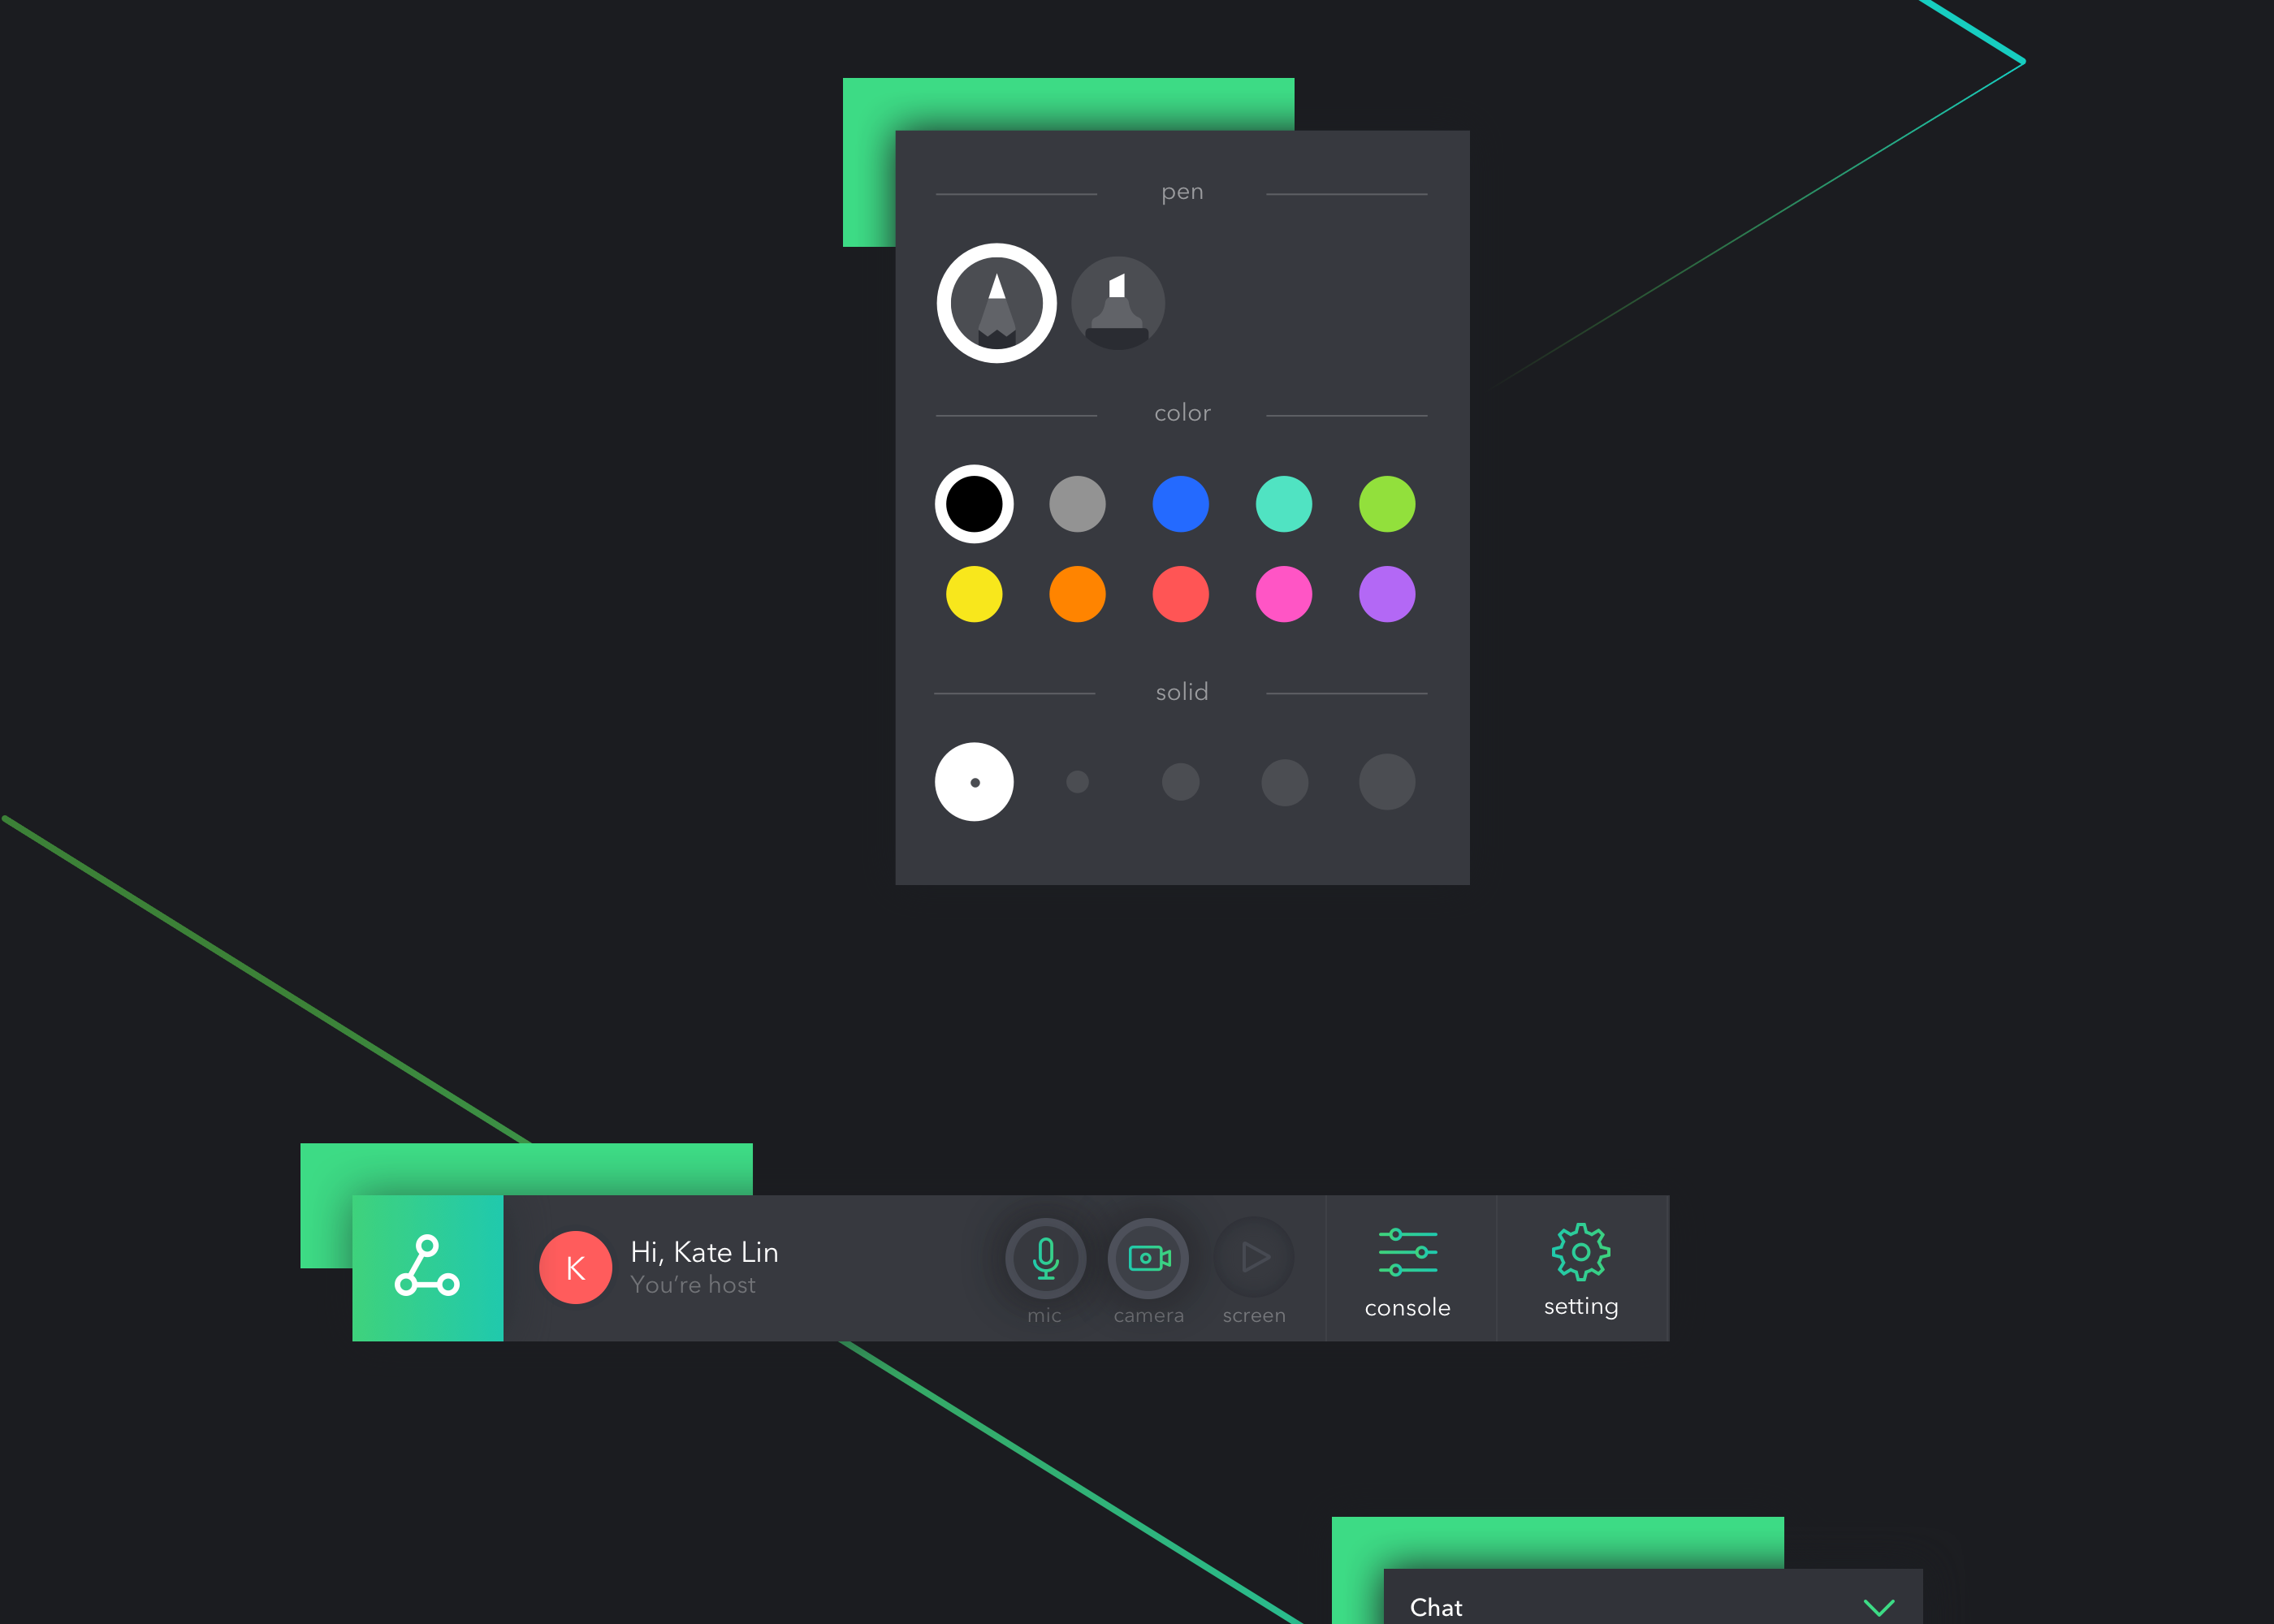 pen
color
solid
K
Hi, Kate Lin
You’re host
mic
camera
screen
console
setting
Chat